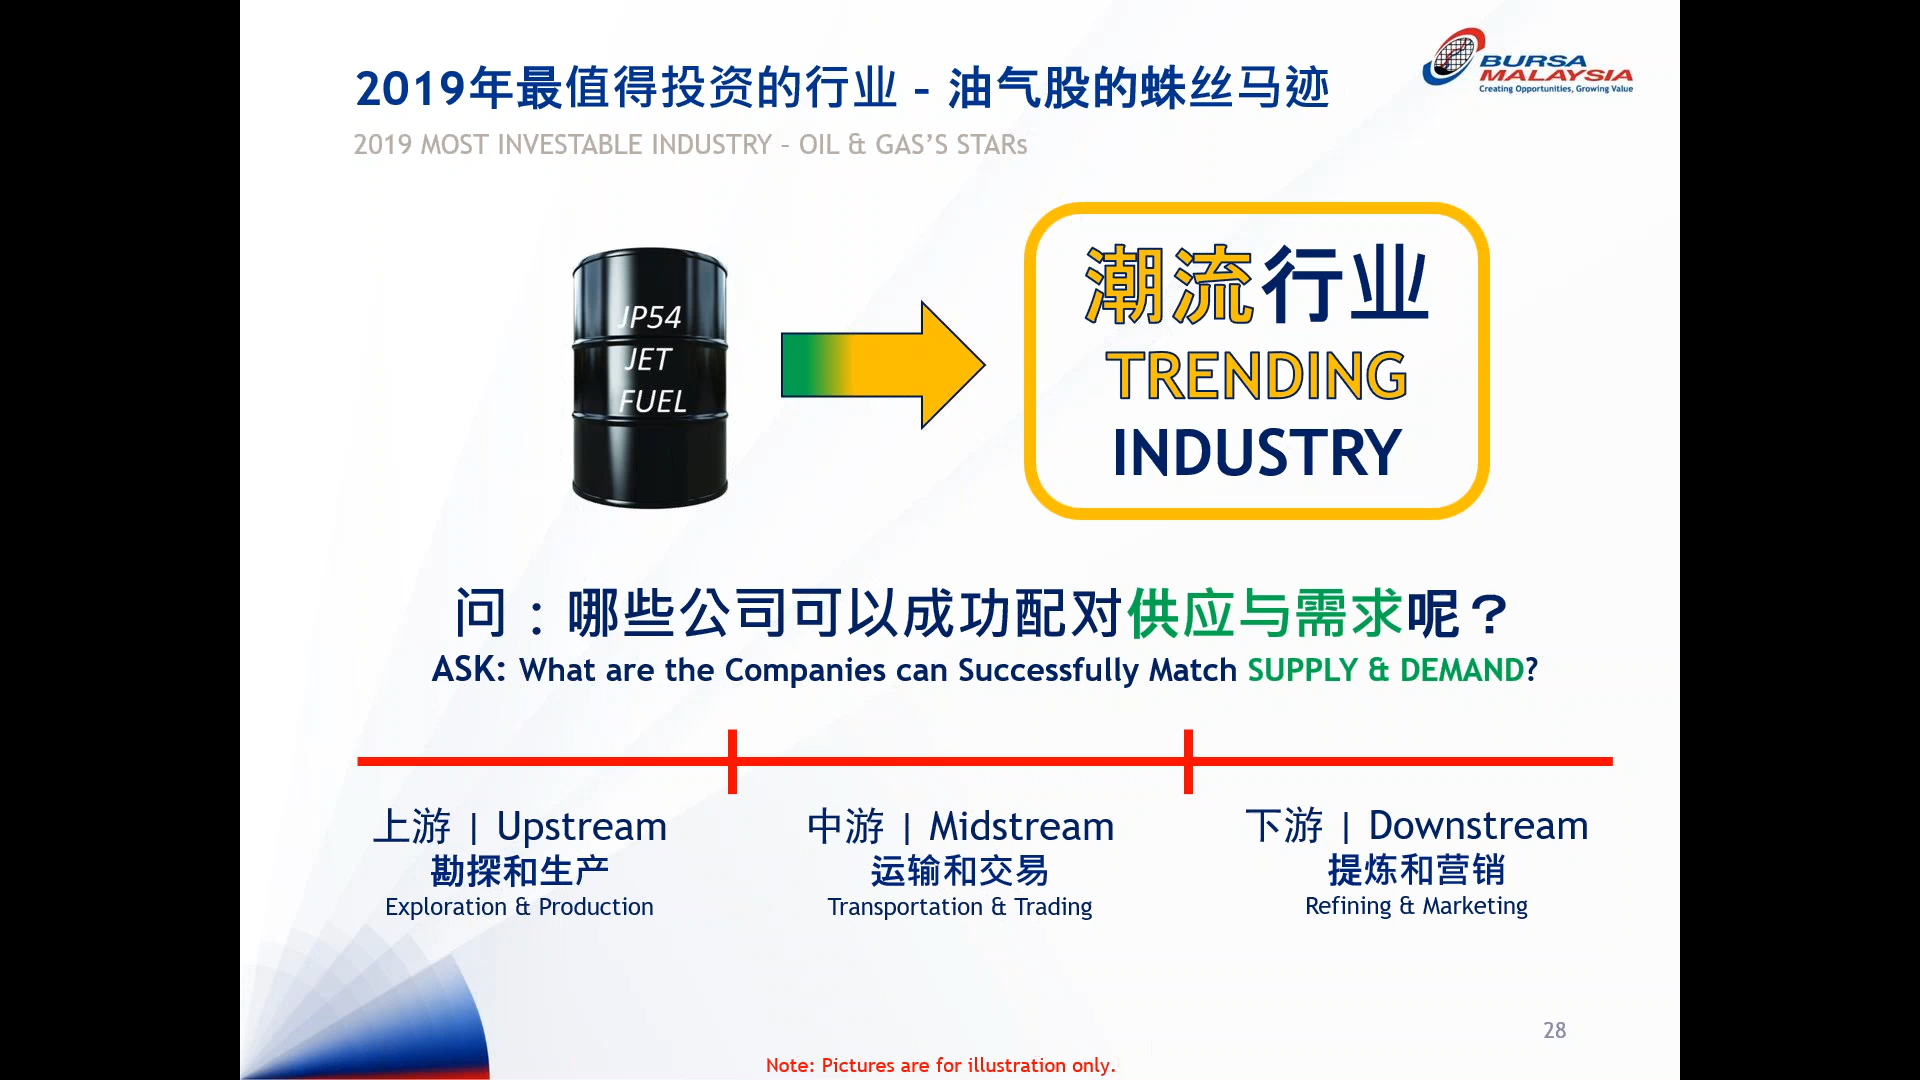 2019年最值得投资的行业 – 油气股的蛛丝马迹
BURSA
MALAYSIA
Creating Opportunities, Growing Value
2019 MOST INVESTABLE INDUSTRY – OIL & GAS’S STARs
JP54
JET
FUEL
潮流行业
TRENDING
INDUSTRY
问：哪些公司可以成功配对供应与需求呢？
ASK: What are the Companies can Successfully Match SUPPLY & DEMAND?
上游 | Upstream
勘探和生产
Exploration & Production
中游 | Midstream
运输和交易
Transportation & Trading
下游 | Downstream
提炼和营销
Refining & Marketing
28
Note: Pictures are for illustration only.